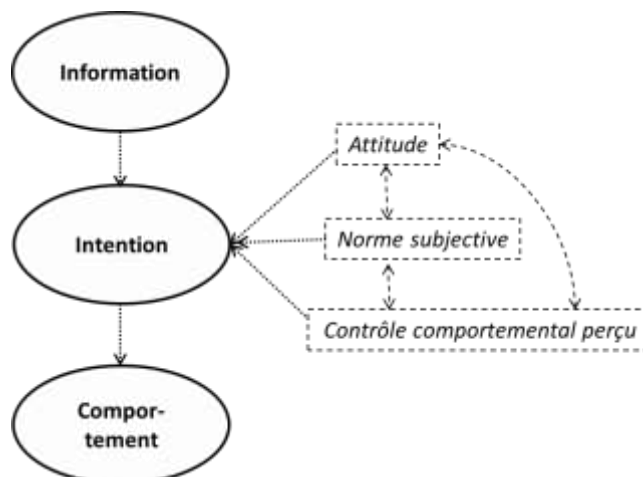 Information
Attitude
Norme subjective
Intention
Contrôle comportemental perçu
Compor-
tement